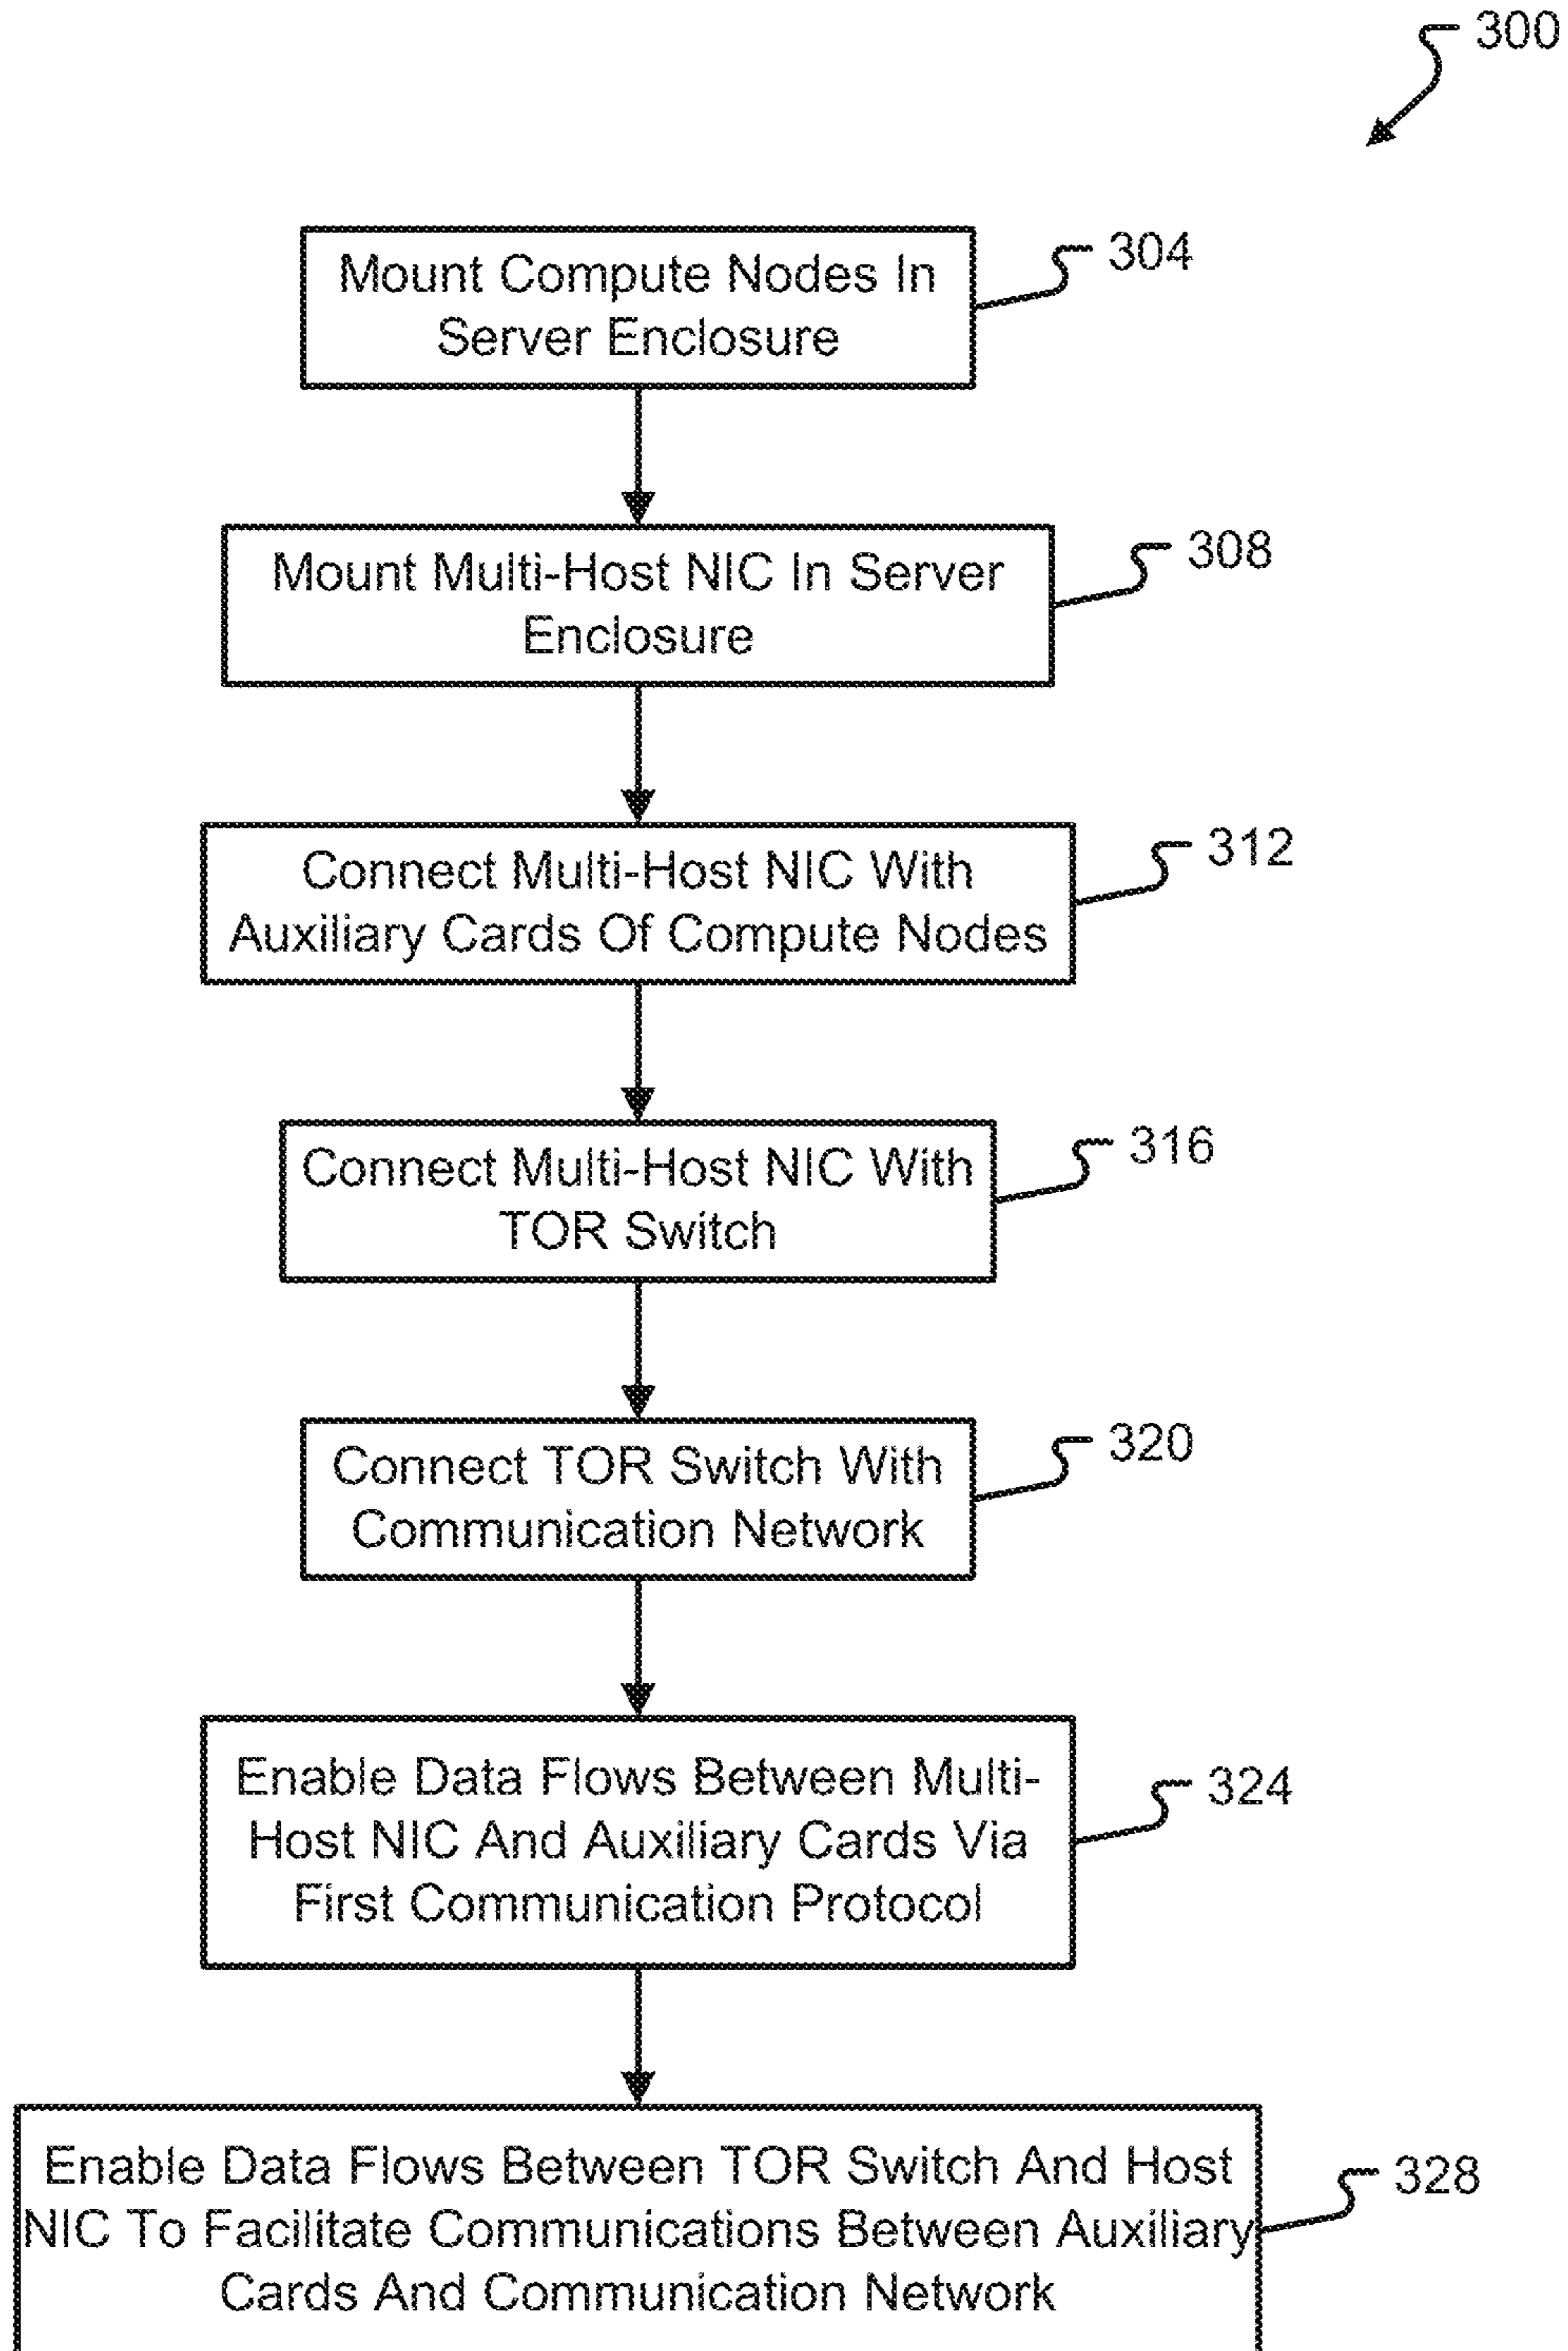 300
Mount Compute Nodes In
Server Enclosure
304
Mount Multi-Host NIC In Server
Enclosure
308
Connect Multi-Host NIC With
Auxiliary Cards Of Compute Nodes
312
Connect Multi-Host NIC With
TOR Switch
316
Connect TOR Switch With
Communication Network
320
Enable Data Flows Between Multi-
Host NIC And Auxiliary Cards Via
First Communication Protocol
324
Enable Data Flows Between TOR Switch And Host
NIC To Facilitate Communications Between Auxiliary
Cards And Communication Network
328